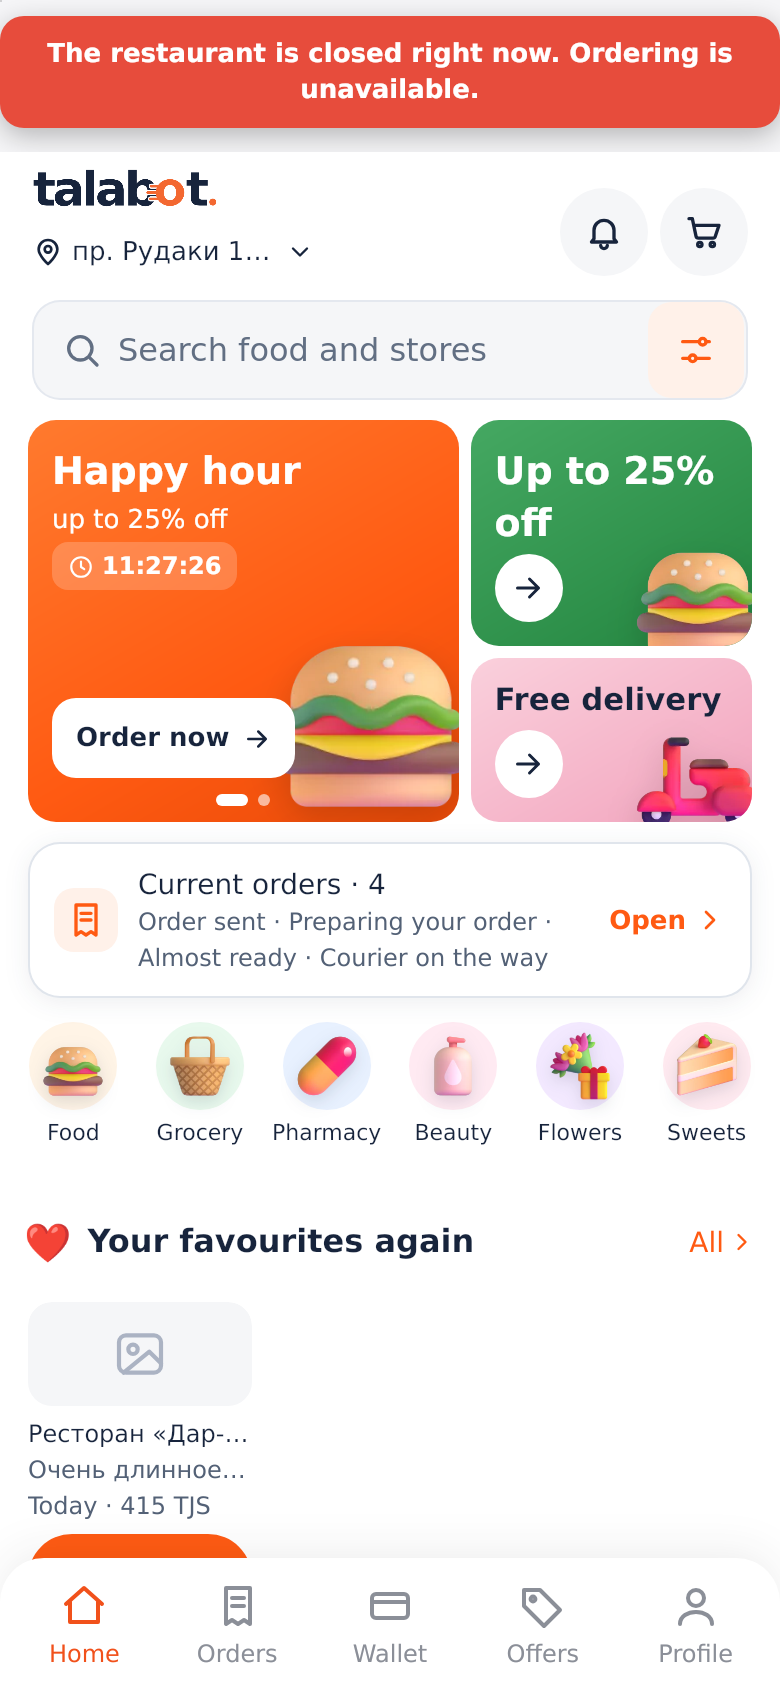 The restaurant is closed right now. Ordering is
unavailable.
talabot.
пр. Рудаки 1...
Search food and stores
Happy hour
up to 25% off
11:27:26
Order now
Up to 25%
off
Free delivery
Current orders · 4
Order sent · Preparing your order ·
Almost ready · Courier on the way
Open
Food
Grocery
Pharmacy
Beauty
Flowers
Sweets
Your favourites again
All
Ресторан «Дар-...
Очень длинное...
Today · 415 TJS
Home
Orders
Wallet
Offers
Profile